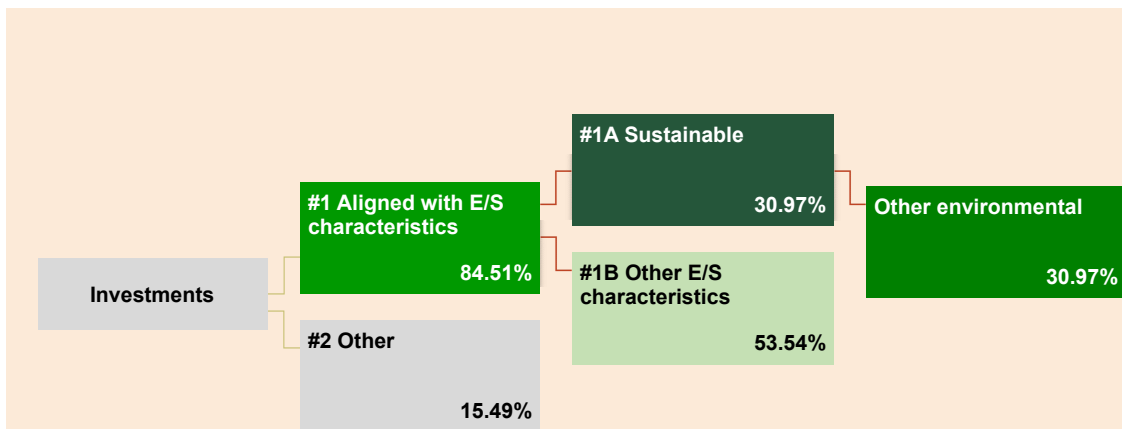 Investments
#1 Aligned with E/S
characteristics
84.51%
#2 Other
15.49%
#1A Sustainable
30.97%
#1B Other E/S
characteristics
53.54%
Other environmental
30.97%